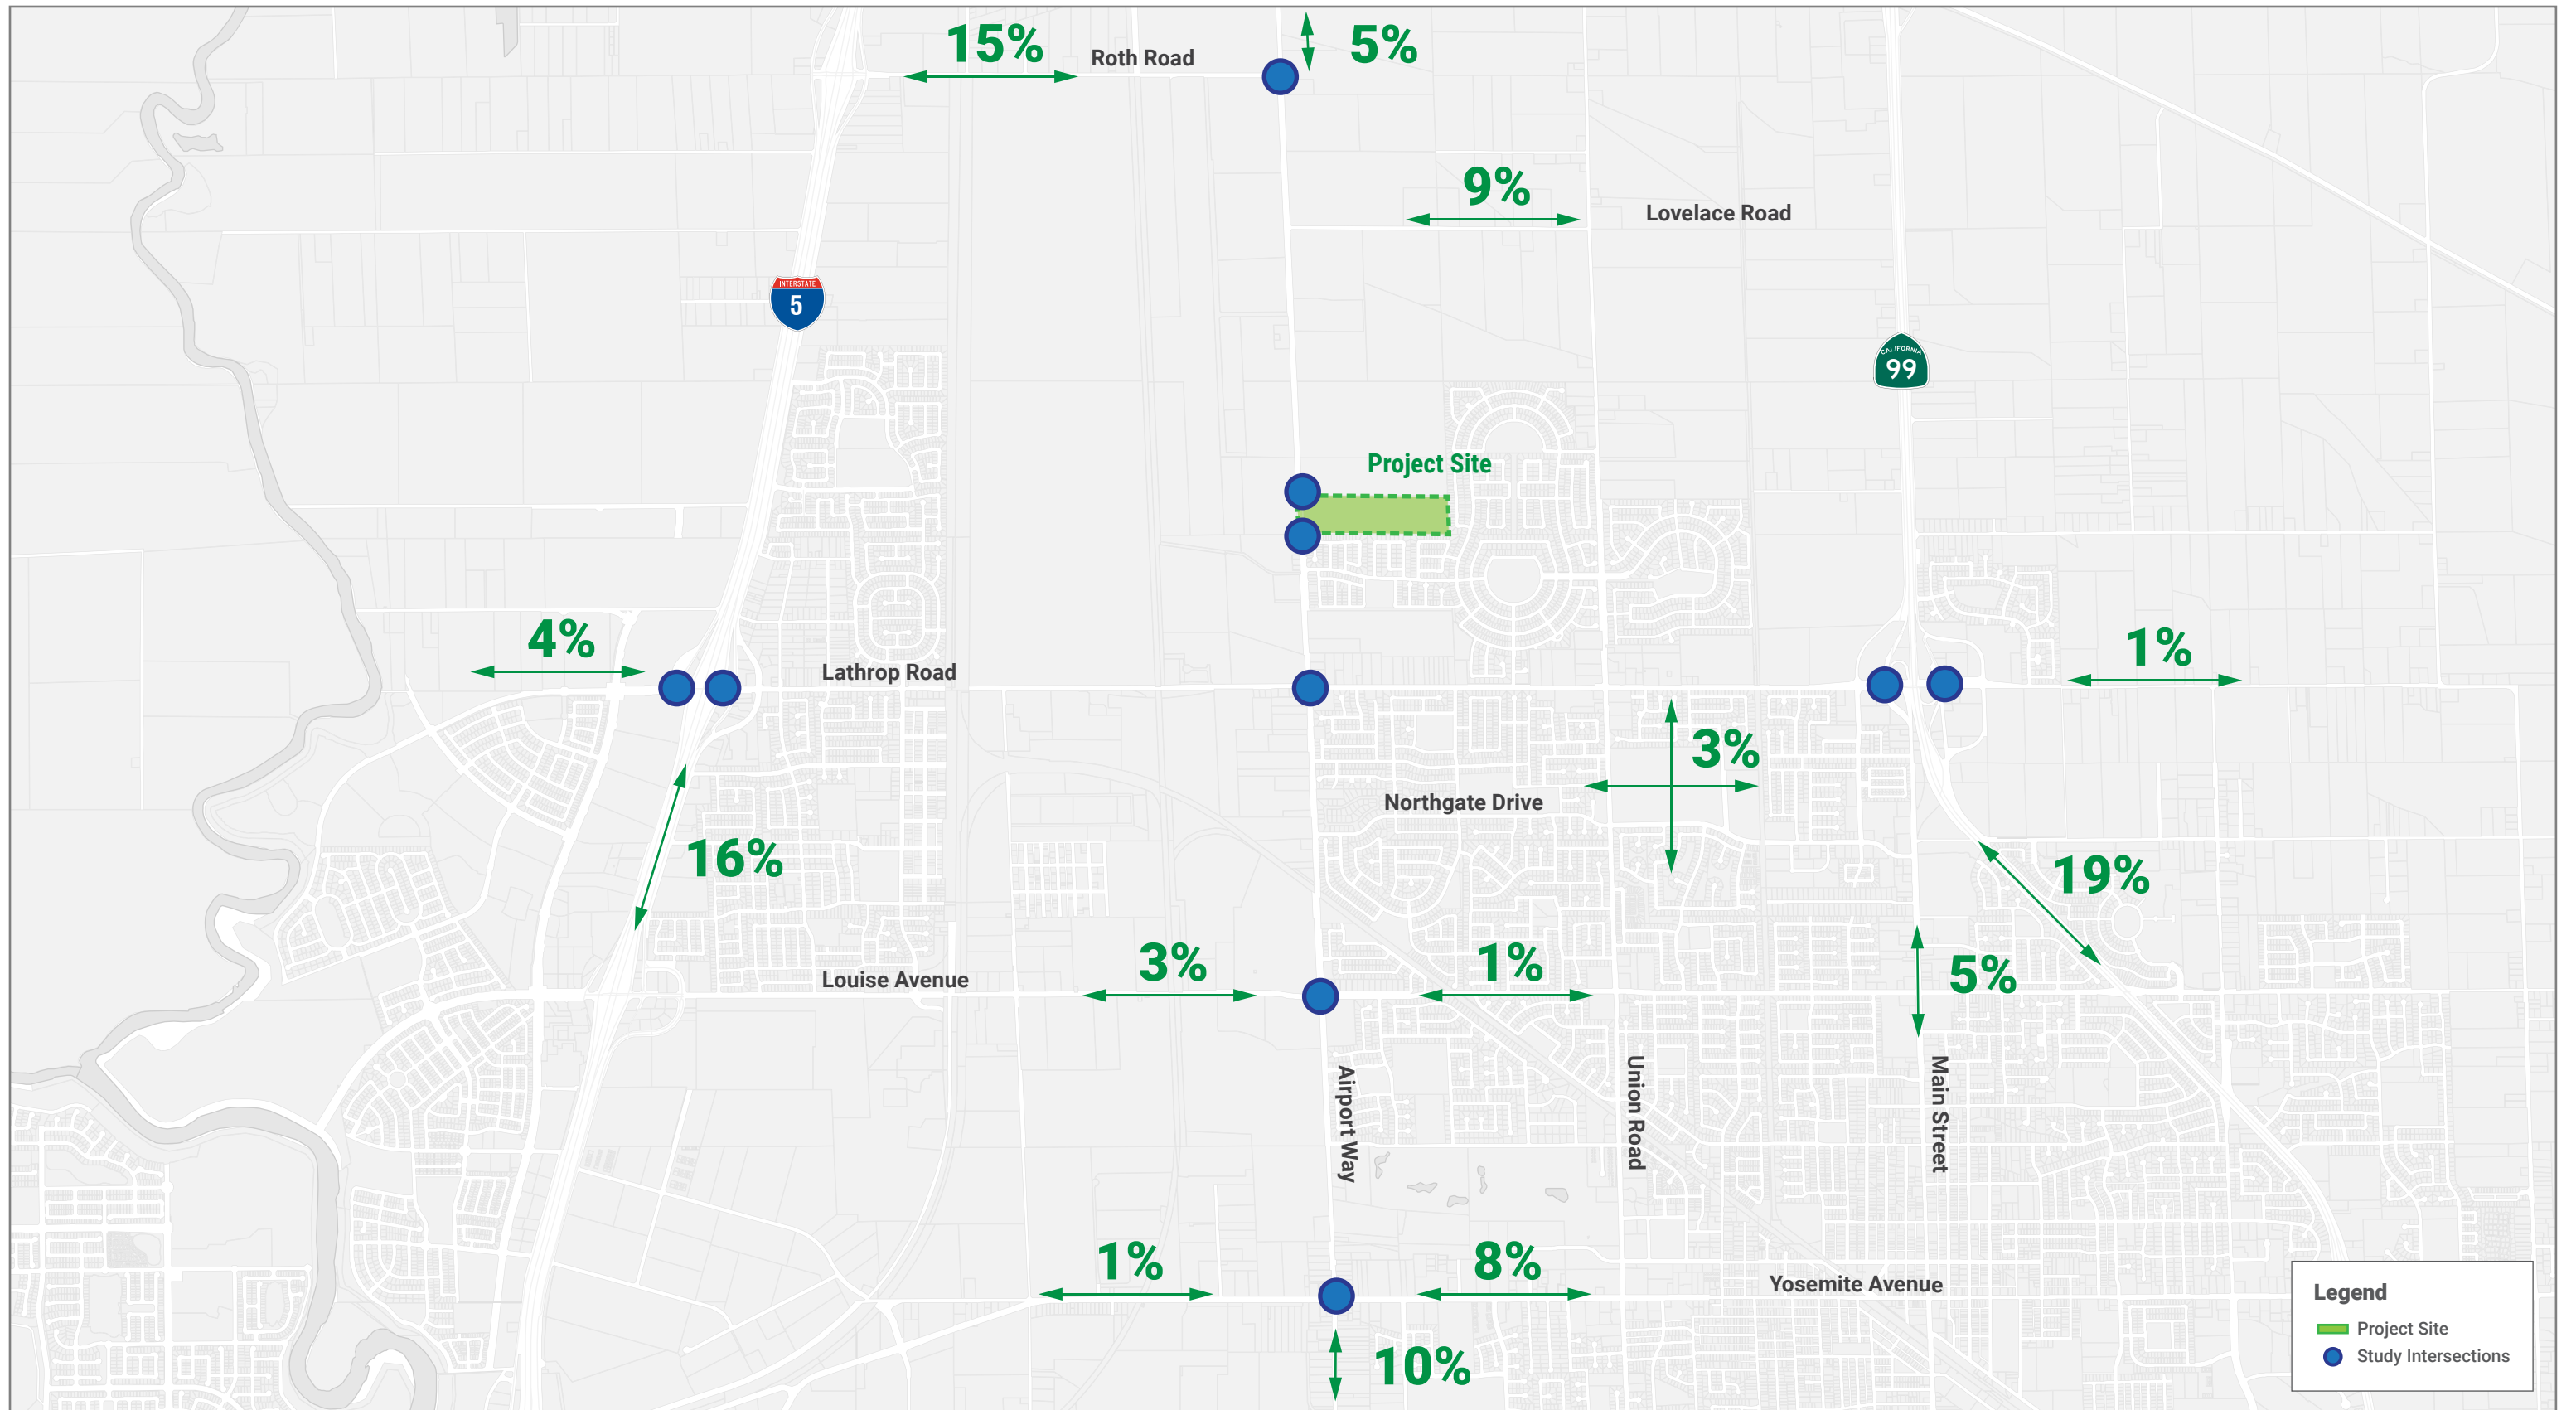 15%
Roth Road
5%
9%
Lovelace Road
INTERSTATE
5
CALIFORNIA
99
Project Site
4%
Lathrop Road
1%
3%
Northgate Drive
16%
19%
3%
1%
5%
Louise Avenue
Airport Way
Union Road
Main Street
1%
8%
Yosemite Avenue
10%
Legend
Project Site
Study Intersections